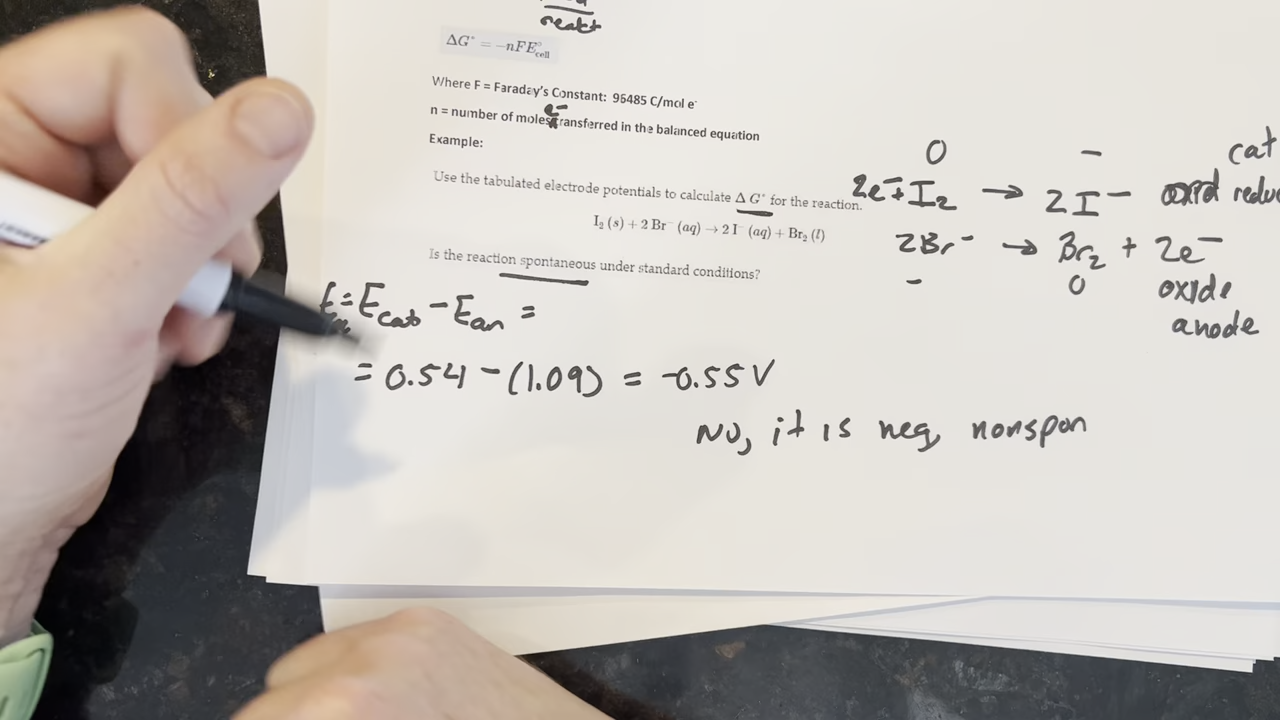 react
ΔG° = −nFE°cell
Where F = Faraday's Constant: 96485 C/mol e-
e-
n = number of moles transferred in the balanced equation
Example:
Use the tabulated electrode potentials to calculate Δ G° for the reaction.
I₂ (s) + 2 Br⁻ (aq) → 2 I⁻ (aq) + Br₂ (l)
Is the reaction spontaneous under standard conditions?
0 − cat
2e⁻ + I₂ → 2I⁻ redu
2Br⁻ → Br₂ + 2e⁻
− 0 oxide
anode
= Ecat − Ean =
= 0.54 − (1.09) = -0.55 V
No, it is neg, nonspon